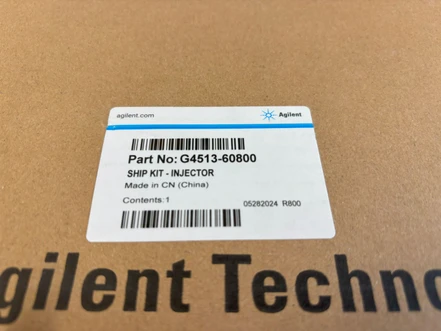 agilent.com Agilent
Part No: G4513-60800
SHIP KIT - INJECTOR
Made in CN (China)
Contents:1
05282024 R800
gilent Techno